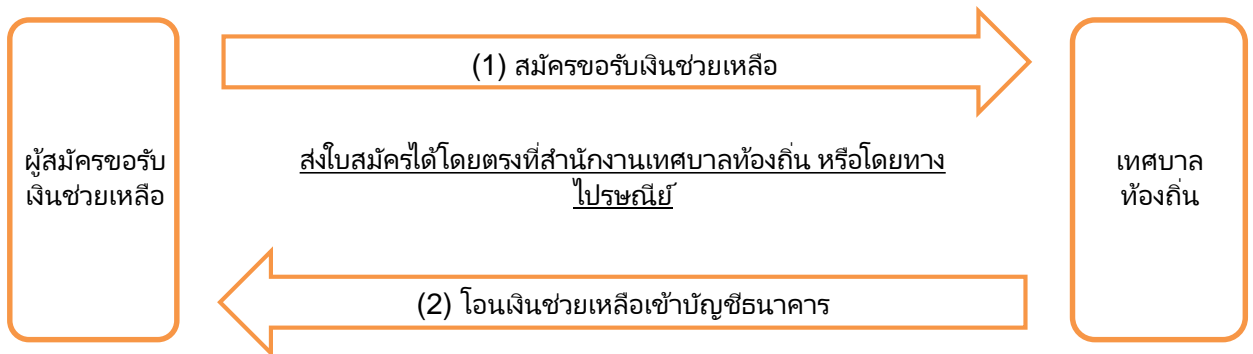 (1) สมัครขอรับเงินช่วยเหลือ
ผู้สมัครขอรับ
เงินช่วยเหลือ
ส่งใบสมัครได้โดยตรงที่สำนักงานเทศบาลท้องถิ่น หรือโดยทาง
ไปรษณีย์
เทศบาล
ท้องถิ่น
(2) โอนเงินช่วยเหลือเข้าบัญชีธนาคาร